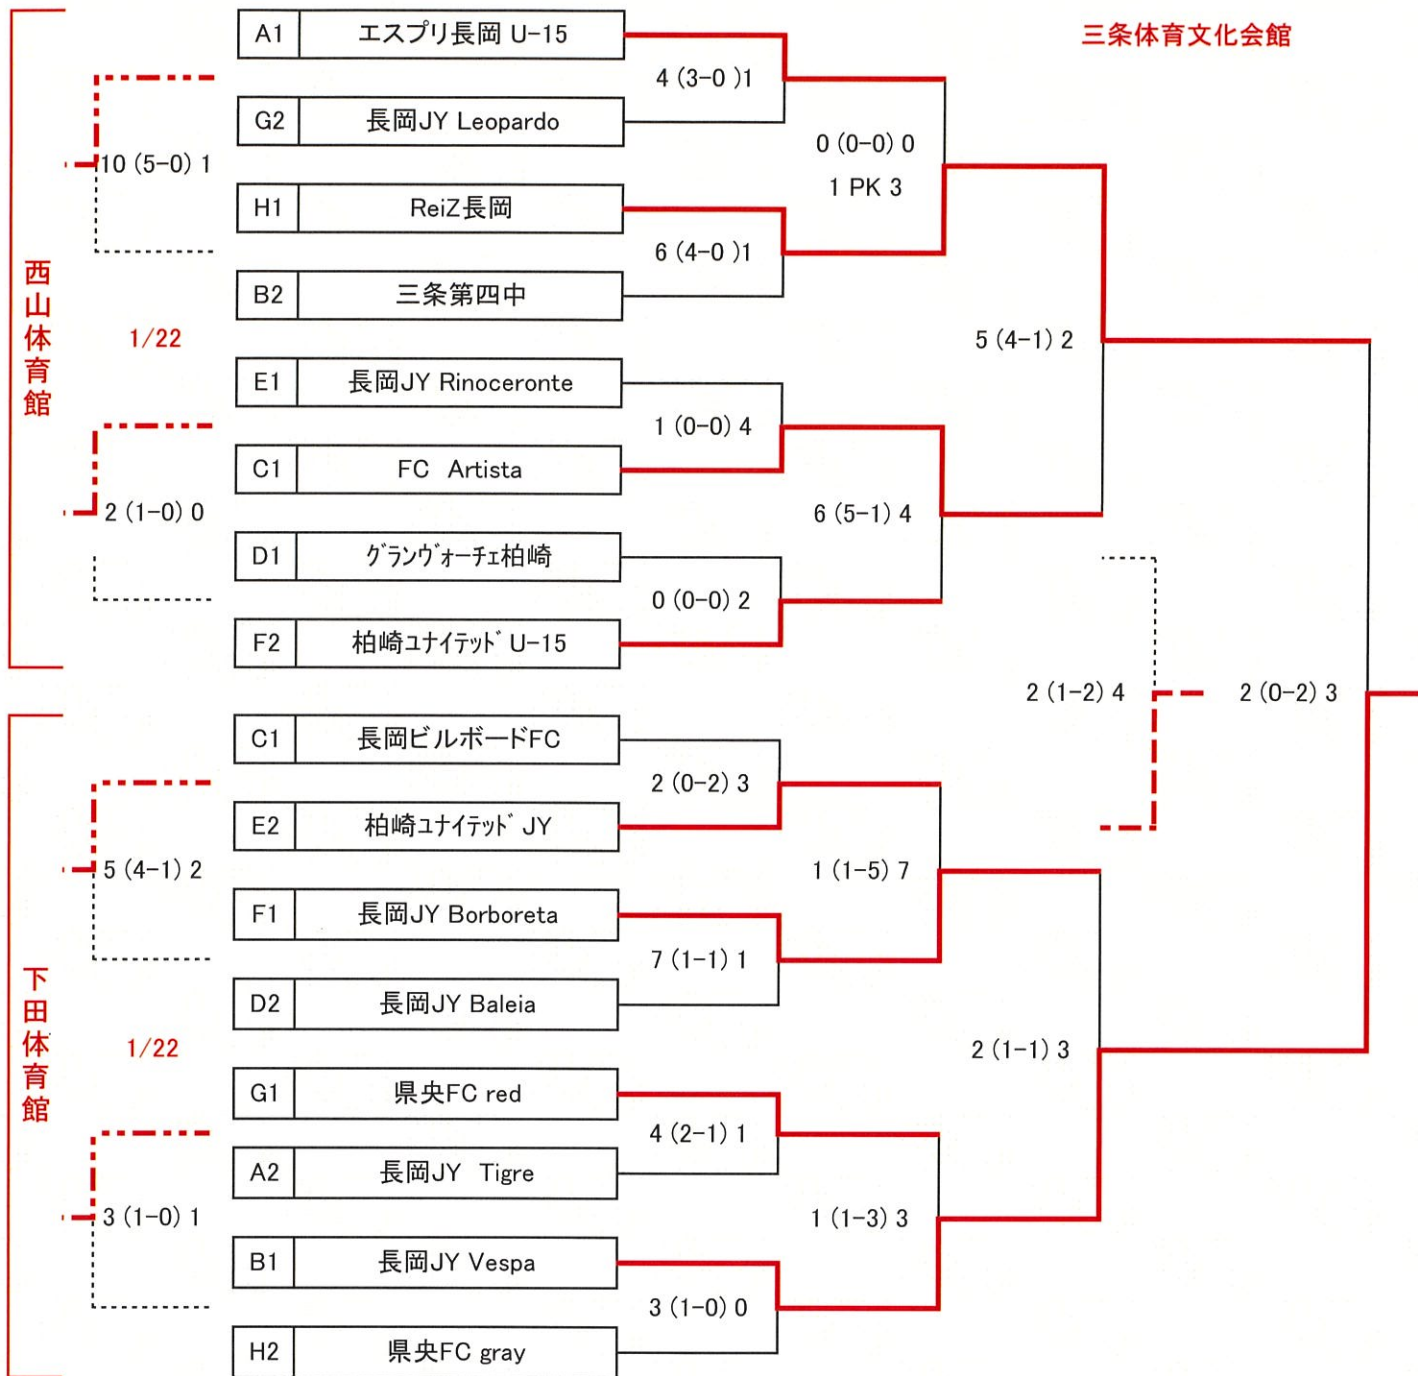 三条体育文化会館
西山体育館
1/22
10 (5-0) 1
2 (1-0) 0
A1 エスプリ長岡 U-15
4 (3-0 )1
G2 長岡JY Leopardo
0 (0-0) 0
1 PK 3
H1 ReiZ長岡
6 (4-0 )1
B2 三条第四中
5 (4-1) 2
E1 長岡JY Rinoceronte
1 (0-0) 4
C1 FC Artista
6 (5-1) 4
D1 グランヴォーチェ柏崎
0 (0-0) 2
F2 柏崎ユナイテッド U-15
2 (1-2) 4
2 (0-2) 3
下田体育館
1/22
5 (4-1) 2
3 (1-0) 1
C1 長岡ビルボードFC
2 (0-2) 3
E2 柏崎ユナイテッド JY
1 (1-5) 7
F1 長岡JY Borboreta
7 (1-1) 1
D2 長岡JY Baleia
2 (1-1) 3
G1 県央FC red
4 (2-1) 1
A2 長岡JY Tigre
1 (1-3) 3
B1 長岡JY Vespa
3 (1-0) 0
H2 県央FC gray